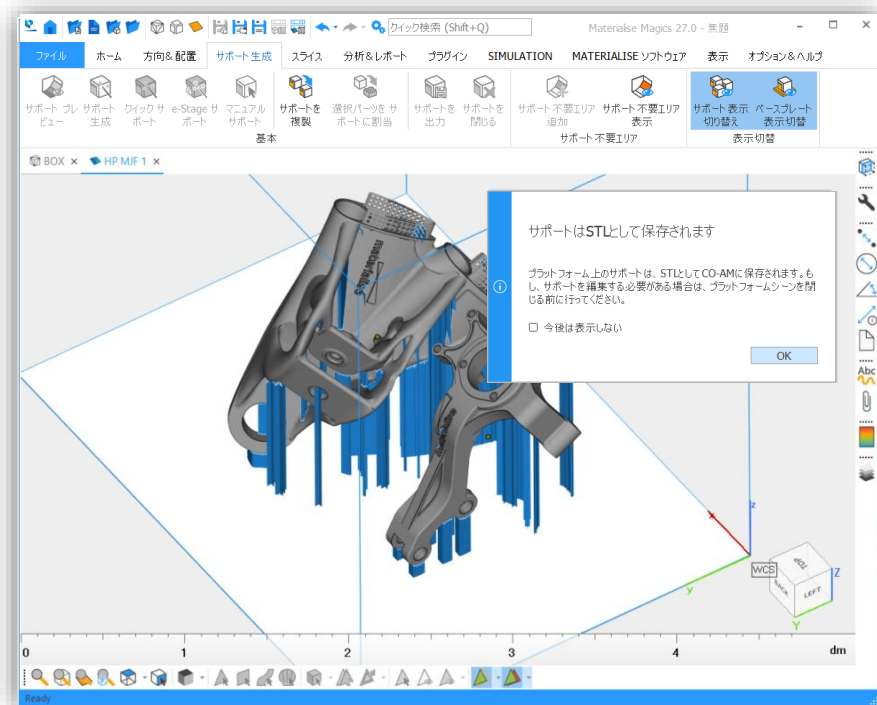 クイック検索 (Shift+Q)
Materialise Magics 27.0 - 無題
ファイル ホーム 方向&配置 サポート生成 スライス 分析&レポート プラグイン SIMULATION MATERIALISE ソフトウェア 表示 オプション&ヘルプ
サポート プレビュー
サポート生成
クイック サポート
e-Stage サポート
マニュアルサポート
サポートを複製
選択パーツをサポートに割当
サポートを出力
サポートを閉じる
サポート不要エリア追加
サポート不要エリア表示
サポート表示切り替え
ベースプレート表示切替
基本
サポート不要エリア
表示切替
BOX
HP MJF 1
サポートはSTLとして保存されます
プラットフォーム上のサポートは、STLとしてCO-AMに保存されます。も
し、サポートを編集する必要がある場合は、プラットフォームシーンを閉
じる前に行ってください。
今後は表示しない
OK
Abc
materialise
x
z
y
WCS
TOP
BACK
LEFT
Z
Y
0 1 2 3 4 dm
Ready